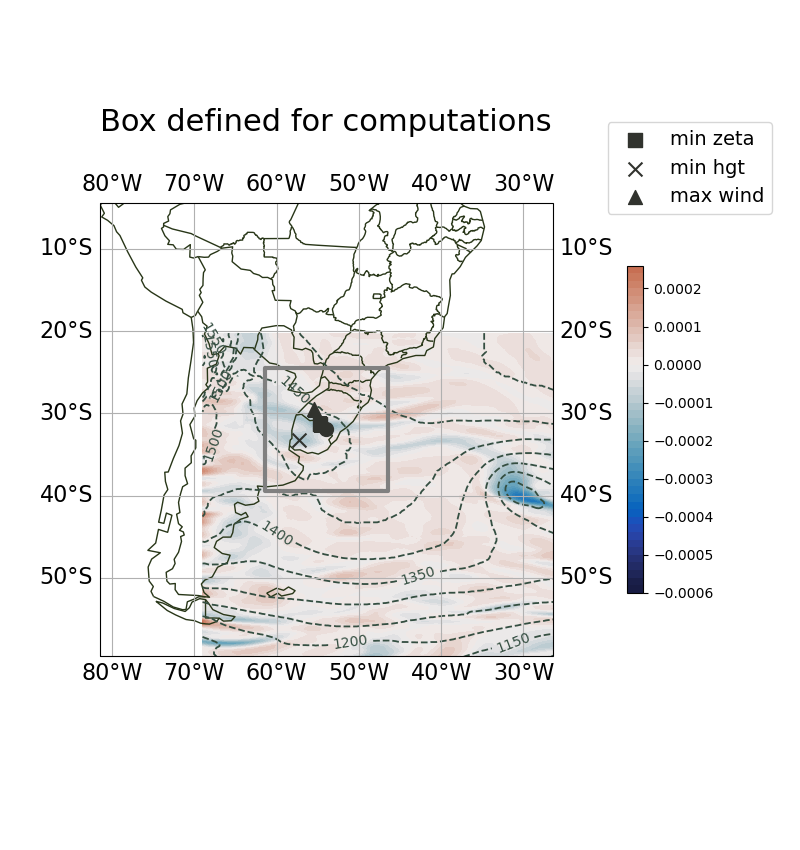 Box defined for computations
min zeta
min hgt
max wind
80°W 70°W 60°W 50°W 40°W 30°W
10°S 10°S
20°S 20°S
30°S 30°S
40°S 40°S
50°S 50°S
80°W 70°W 60°W 50°W 40°W 30°W
1500
1450
1400
1350
1200
1150
0.0002
0.0001
0.0000
−0.0001
−0.0002
−0.0003
−0.0004
−0.0005
−0.0006